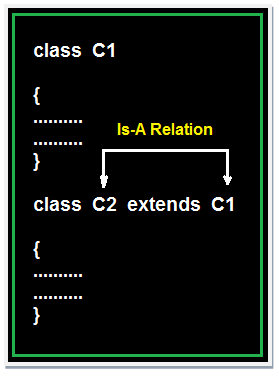 class C1
{
..........
..........
Is-A Relation
}
class C2 extends C1
{
..........
..........
}